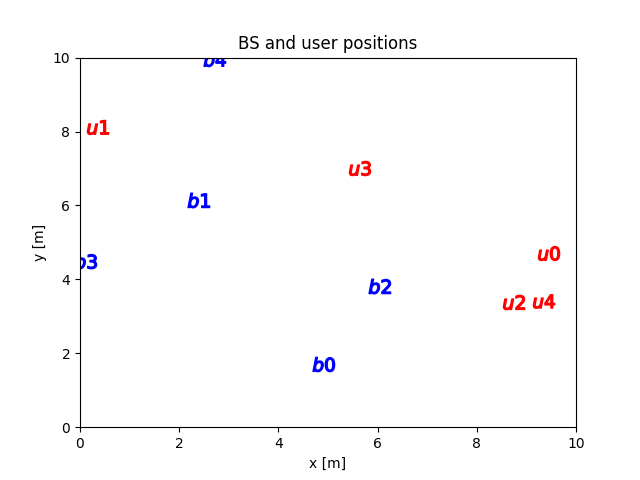 BS and user positions
10
b4
8
u1
u3
6
b1
y [m]
b3
u0
4
b2
u2 u4
2
b0
0
0 2 4 6 8 10
x [m]